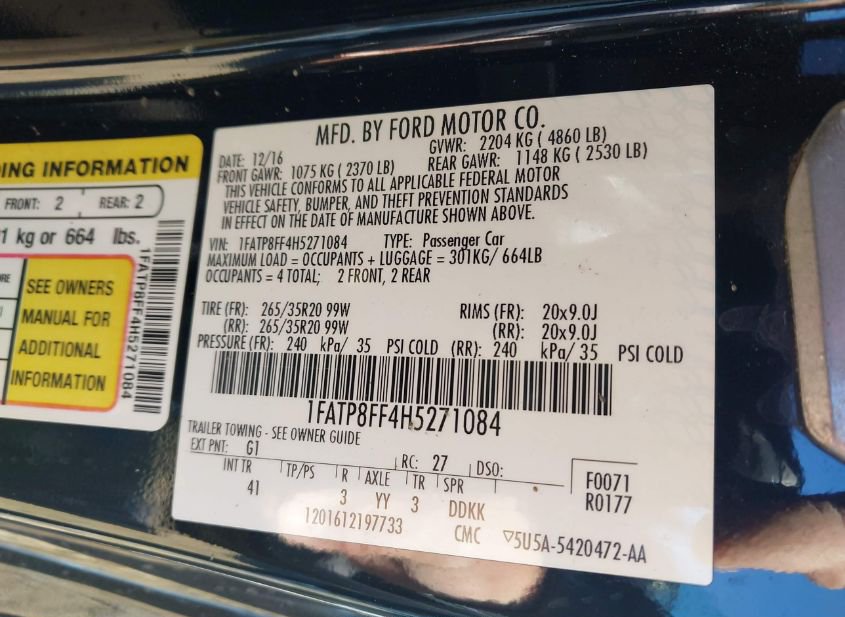 DING INFORMATION
FRONT: 2 REAR: 2
1 kg or 664 lbs.
SEE OWNERS
MANUAL FOR
ADDITIONAL
INFORMATION
1FATP8FF4H5271084
MFD. BY FORD MOTOR CO.
DATE: 12/16 GVWR: 2204 KG ( 4860 LB)
FRONT GAWR: 1075 KG ( 2370 LB) REAR GAWR: 1148 KG ( 2530 LB)
THIS VEHICLE CONFORMS TO ALL APPLICABLE FEDERAL MOTOR
VEHICLE SAFETY, BUMPER, AND THEFT PREVENTION STANDARDS
IN EFFECT ON THE DATE OF MANUFACTURE SHOWN ABOVE.
VIN: 1FATP8FF4H5271084 TYPE: Passenger Car
MAXIMUM LOAD = OCCUPANTS + LUGGAGE = 301KG/ 664LB
OCCUPANTS = 4 TOTAL; 2 FRONT, 2 REAR
TIRE (FR): 265/35R20 99W RIMS (FR): 20x9.0J
(RR): 265/35R20 99W (RR): 20x9.0J
PRESSURE (FR): 240 kPa/ 35 PSI COLD (RR): 240 kPa/ 35 PSI COLD
1FATP8FF4H5271084
TRAILER TOWING - SEE OWNER GUIDE
EXT PNT: G1 RC: 27 DSO: F0071
INT TR TP/PS R AXLE TR SPR R0177
41 3 YY 3 DDKK
1201612197733 CMC ▽5U5A-5420472-AA